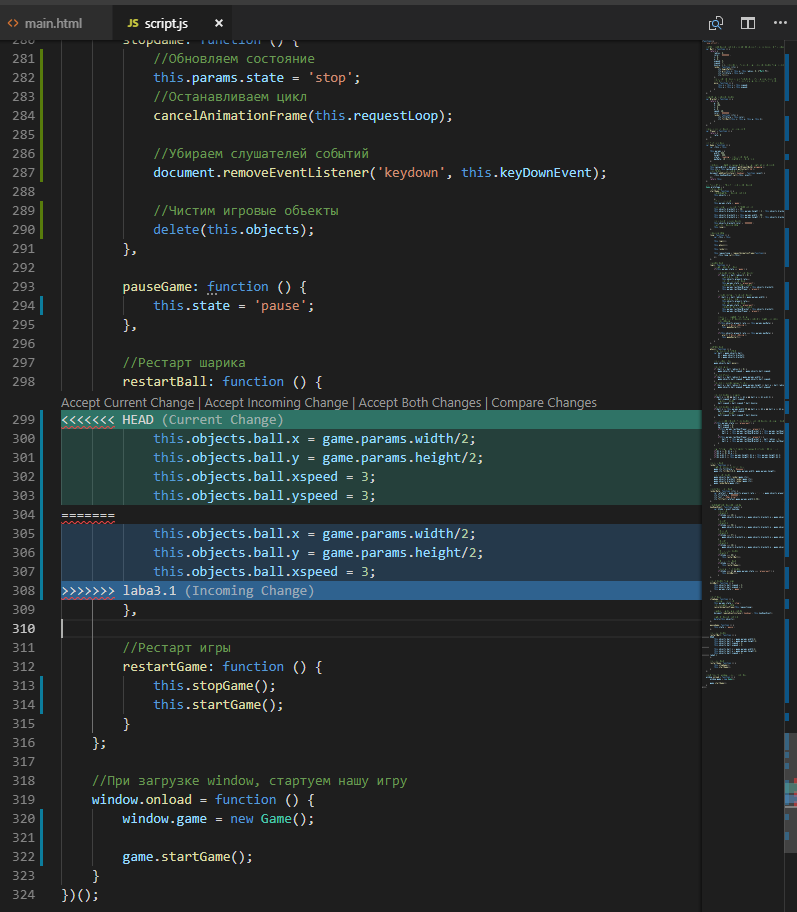 main.html
JS script.js ×
280 stopGame: function () {
281 //Обновляем состояние
282 this.params.state = 'stop';
283 //Останавливаем цикл
284 cancelAnimationFrame(this.requestLoop);
285
286 //Убираем слушателей событий
287 document.removeEventListener('keydown', this.keyDownEvent);
288
289 //Чистим игровые объекты
290 delete(this.objects);
291 },
292
293 pauseGame: function () {
294 this.state = 'pause';
295 },
296
297 //Рестарт шарика
298 restartBall: function () {
Accept Current Change | Accept Incoming Change | Accept Both Changes | Compare Changes
299 <<<<<<< HEAD (Current Change)
300 this.objects.ball.x = game.params.width/2;
301 this.objects.ball.y = game.params.height/2;
302 this.objects.ball.xspeed = 3;
303 this.objects.ball.yspeed = 3;
304 =======
305 this.objects.ball.x = game.params.width/2;
306 this.objects.ball.y = game.params.height/2;
307 this.objects.ball.xspeed = 3;
308 >>>>>>> laba3.1 (Incoming Change)
309 },
310
311 //Рестарт игры
312 restartGame: function () {
313 this.stopGame();
314 this.startGame();
315 }
316 };
317
318 //При загрузке window, стартуем нашу игру
319 window.onload = function () {
320 window.game = new Game();
321
322 game.startGame();
323 }
324 })();